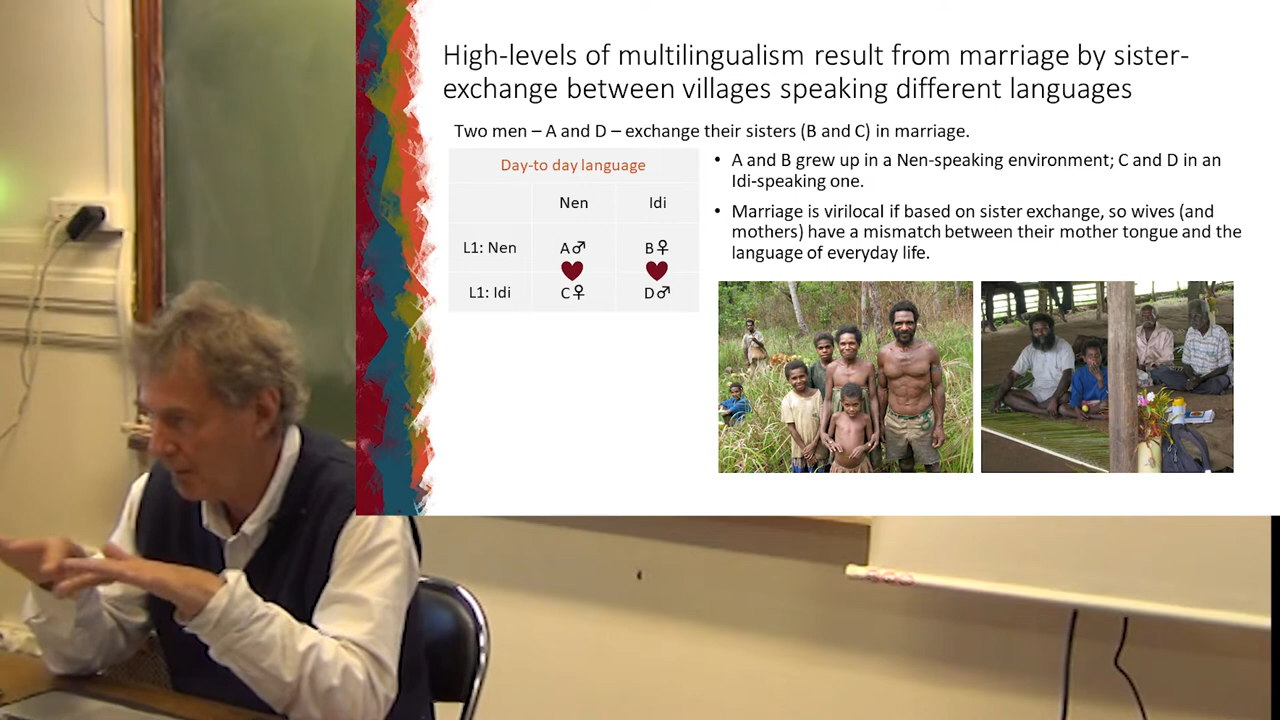 High-levels of multilingualism result from marriage by sister-
exchange between villages speaking different languages
Two men – A and D – exchange their sisters (B and C) in marriage.
Day-to day language
Nen Idi
L1: Nen A♂ B♀
L1: Idi C♀ D♂
• A and B grew up in a Nen-speaking environment; C and D in an
Idi-speaking one.
• Marriage is virilocal if based on sister exchange, so wives (and
mothers) have a mismatch between their mother tongue and the
language of everyday life.